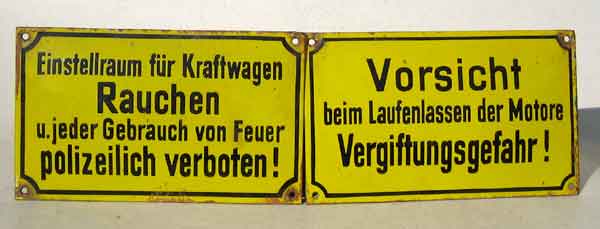 Einstellraum für Kraftwagen
Rauchen
u. jeder Gebrauch von Feuer
polizeilich verboten!
Vorsicht
beim Laufenlassen der Motore
Vergiftungsgefahr!